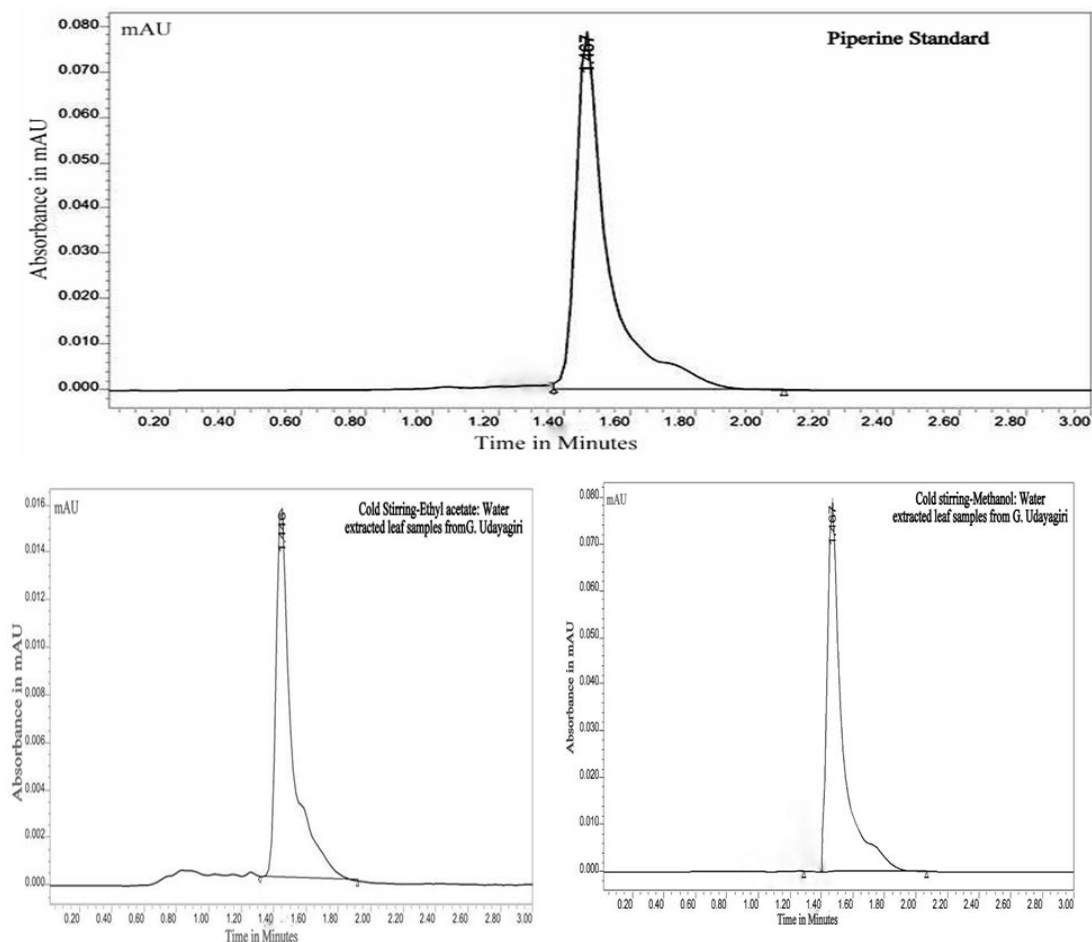 mAU
Piperine Standard
1.467
0.080
0.070
0.060
0.050
0.040
0.030
0.020
0.010
0.000
Absorbance in mAU
0.20 0.40 0.60 0.80 1.00 1.20 1.40 1.60 1.80 2.00 2.20 2.40 2.60 2.80 3.00
Time in Minutes
mAU
Cold Stirring-Ethyl acetate: Water
extracted leaf samples fromG. Udayagiri
1.446
0.016
0.014
0.012
0.010
0.008
0.006
0.004
0.002
0.000
Absorbance in mAU
0.20 0.40 0.60 0.80 1.00 1.20 1.40 1.60 1.80 2.00 2.20 2.40 2.60 2.80 3.00
Time in Minutes
mAU
Cold stirring-Methanol: Water
extracted leaf samples from G. Udayagiri
1.467
0.080
0.070
0.060
0.050
0.040
0.030
0.020
0.010
0.000
Absorbance in mAU
0.20 0.40 0.60 0.80 1.00 1.20 1.40 1.60 1.80 2.00 2.20 2.40 2.60 2.80 3.00
Time in Minutes